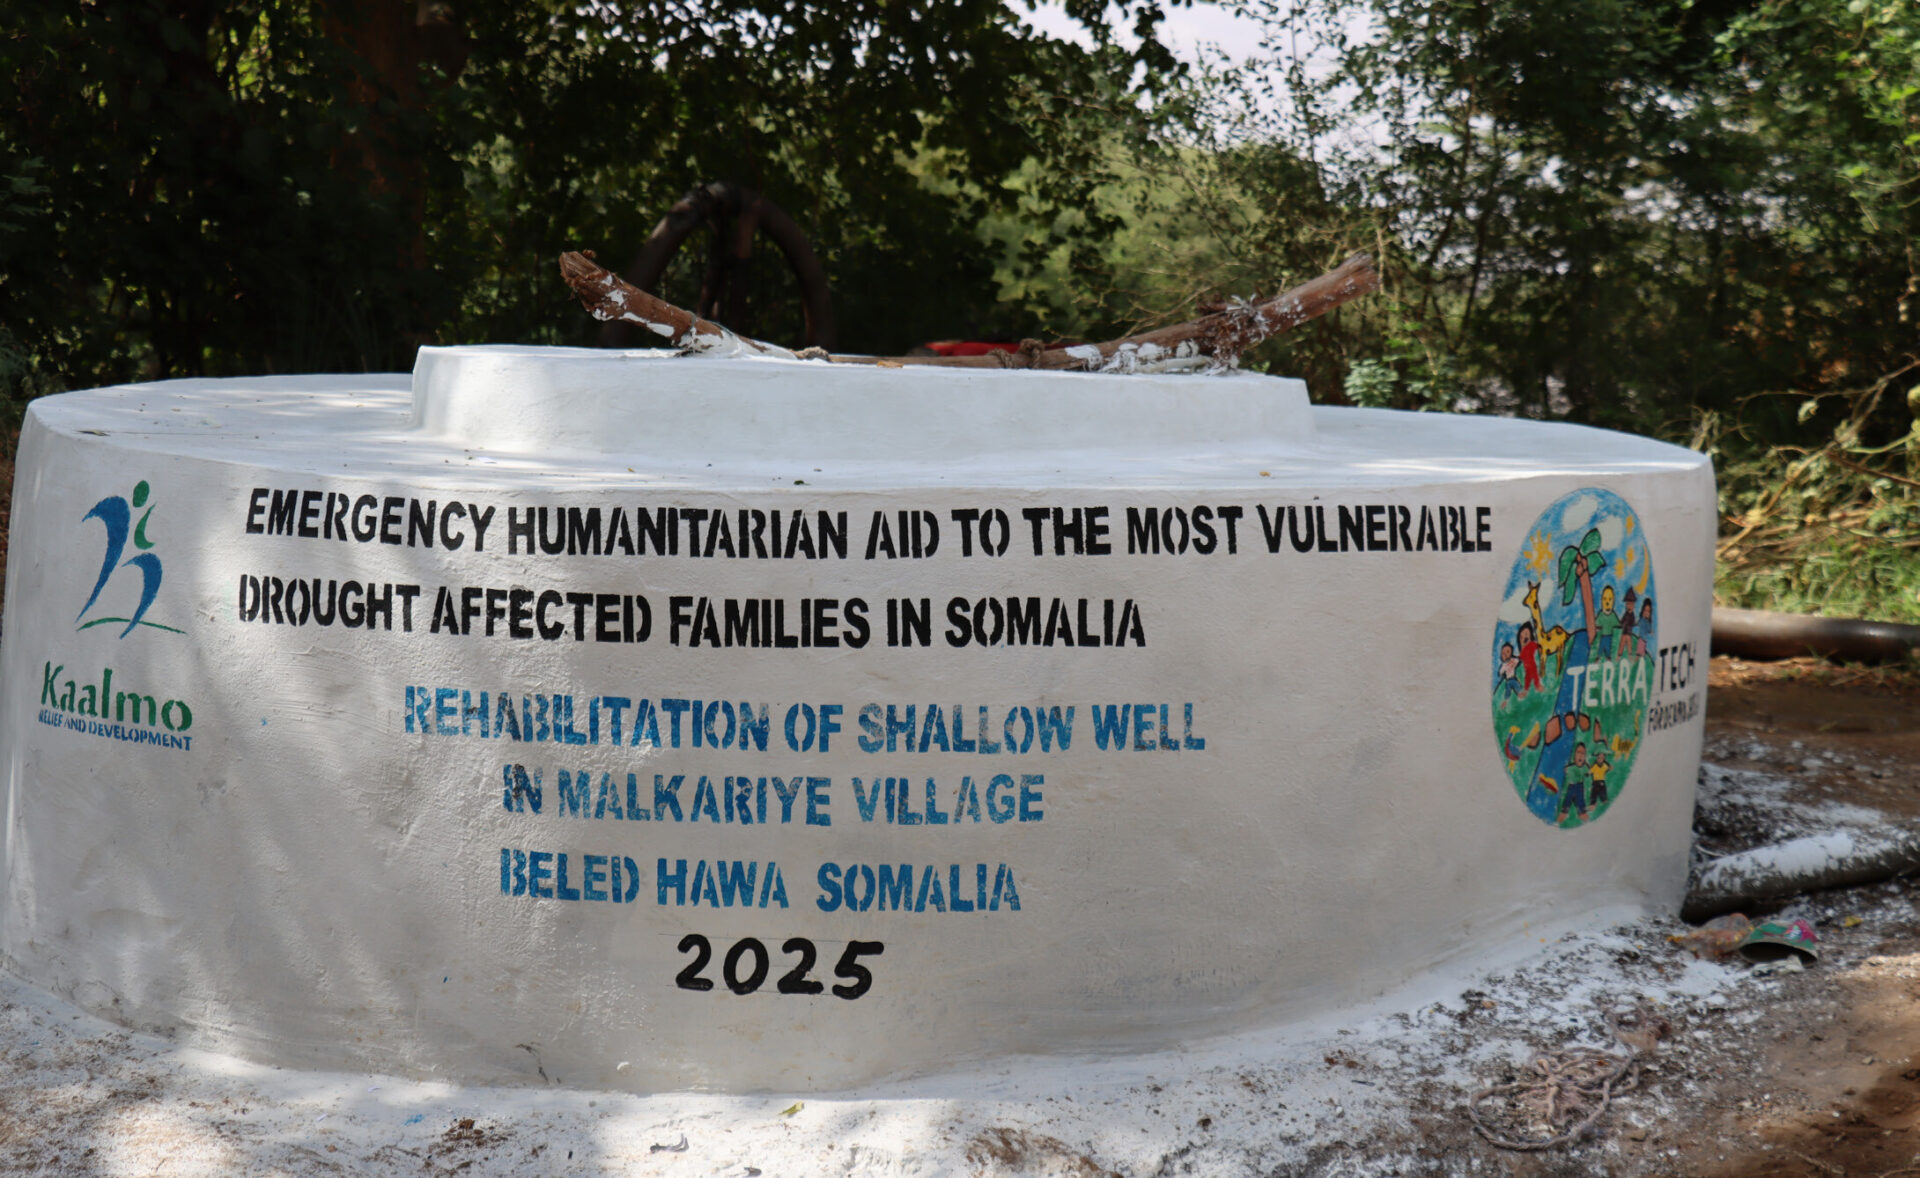 EMERGENCY HUMANITARIAN AID TO THE MOST VULNERABLE
DROUGHT AFFECTED FAMILIES IN SOMALIA
REHABILITATION OF SHALLOW WELL
IN MALKARIYE VILLAGE
BELED HAWA SOMALIA
2025
Kaalmo
RELIEF AND DEVELOPMENT
TERRA TECH